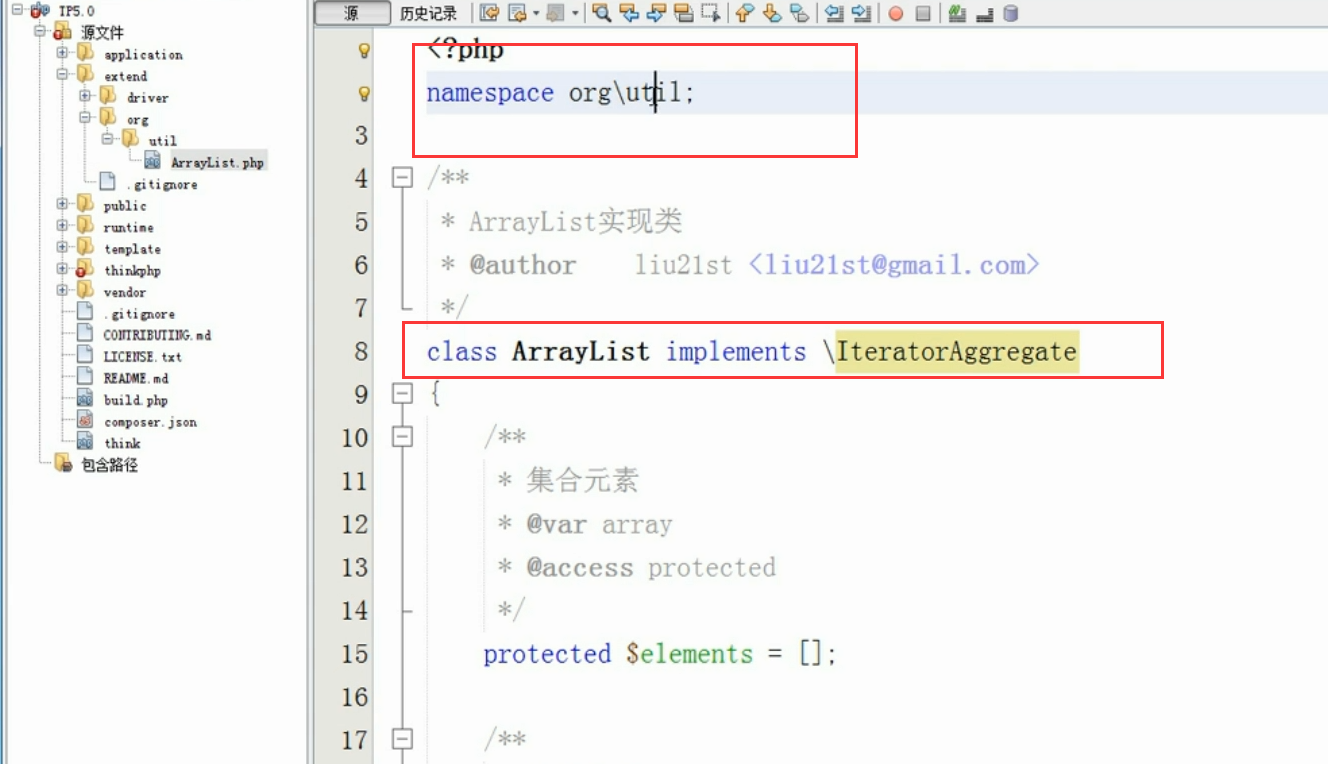 TP5.0
源文件
application
extend
driver
org
util
ArrayList.php
.gitignore
public
runtime
template
thinkphp
vendor
.gitignore
CONTRIBUTING.md
LICENSE.txt
README.md
build.php
composer.json
think
包含路径
源 历史记录
<?php
namespace org\util;
3
4 /**
5 * ArrayList实现类
6 * @author liu21st <liu21st@gmail.com>
7 */
8 class ArrayList implements \IteratorAggregate
9 {
10 /**
11 * 集合元素
12 * @var array
13 * @access protected
14 */
15 protected $elements = [];
16
17 /**